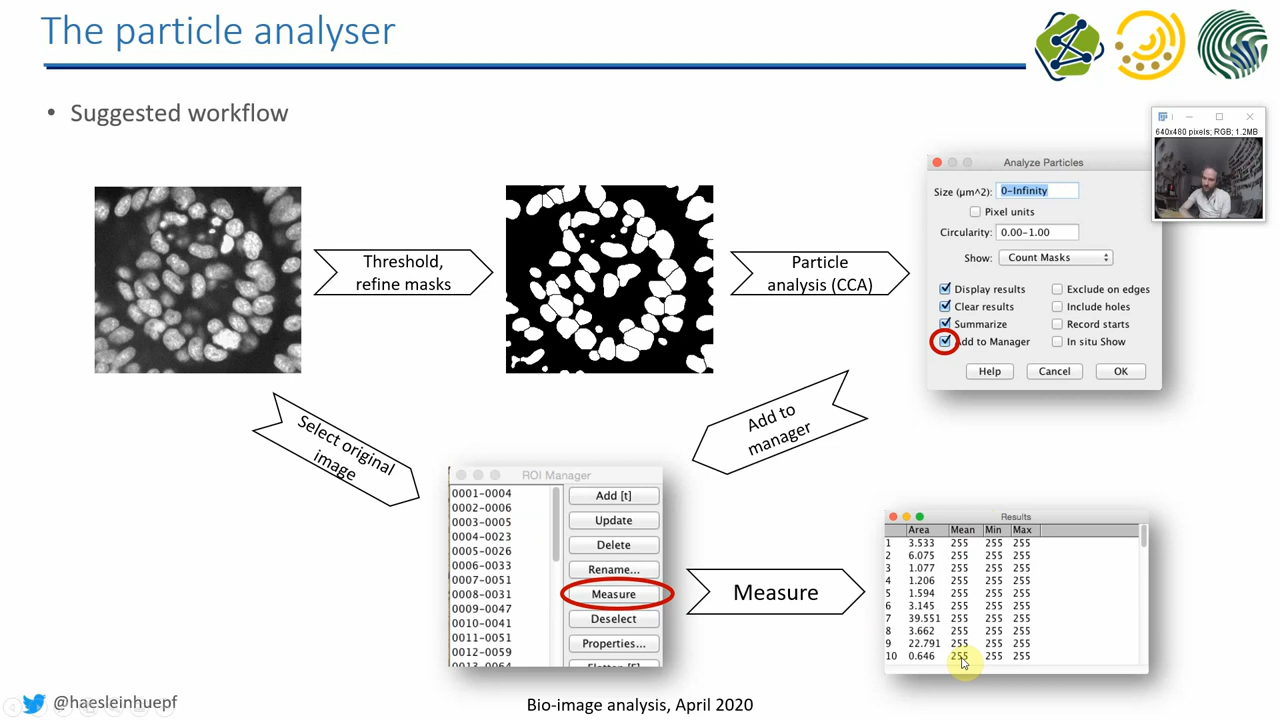 The particle analyser
• Suggested workflow
640x480 pixels; RGB; 1.2MB
Threshold,
refine masks
Particle
analysis (CCA)
Analyze Particles
Size (µm^2): 0-Infinity
Pixel units
Circularity: 0.00-1.00
Show: Count Masks
Display results Exclude on edges
Clear results Include holes
Summarize Record starts
Add to Manager In situ Show
Help Cancel OK
Select original
image
Add to
manager
ROI Manager
0001-0004
0002-0006
0003-0005
0004-0023
0005-0026
0006-0033
0007-0051
0008-0031
0009-0047
0010-0041
0011-0051
0012-0059
0013-0064
Add [t]
Update
Delete
Rename...
Measure
Deselect
Properties...
Flatten [F]
Measure
Results
Area Mean Min Max
1 3.533 255 255 255
2 6.075 255 255 255
3 1.077 255 255 255
4 1.206 255 255 255
5 1.594 255 255 255
6 3.145 255 255 255
7 39.551 255 255 255
8 3.662 255 255 255
9 22.791 255 255 255
10 0.646 255 255 255
@haesleinhuepf
Bio-image analysis, April 2020